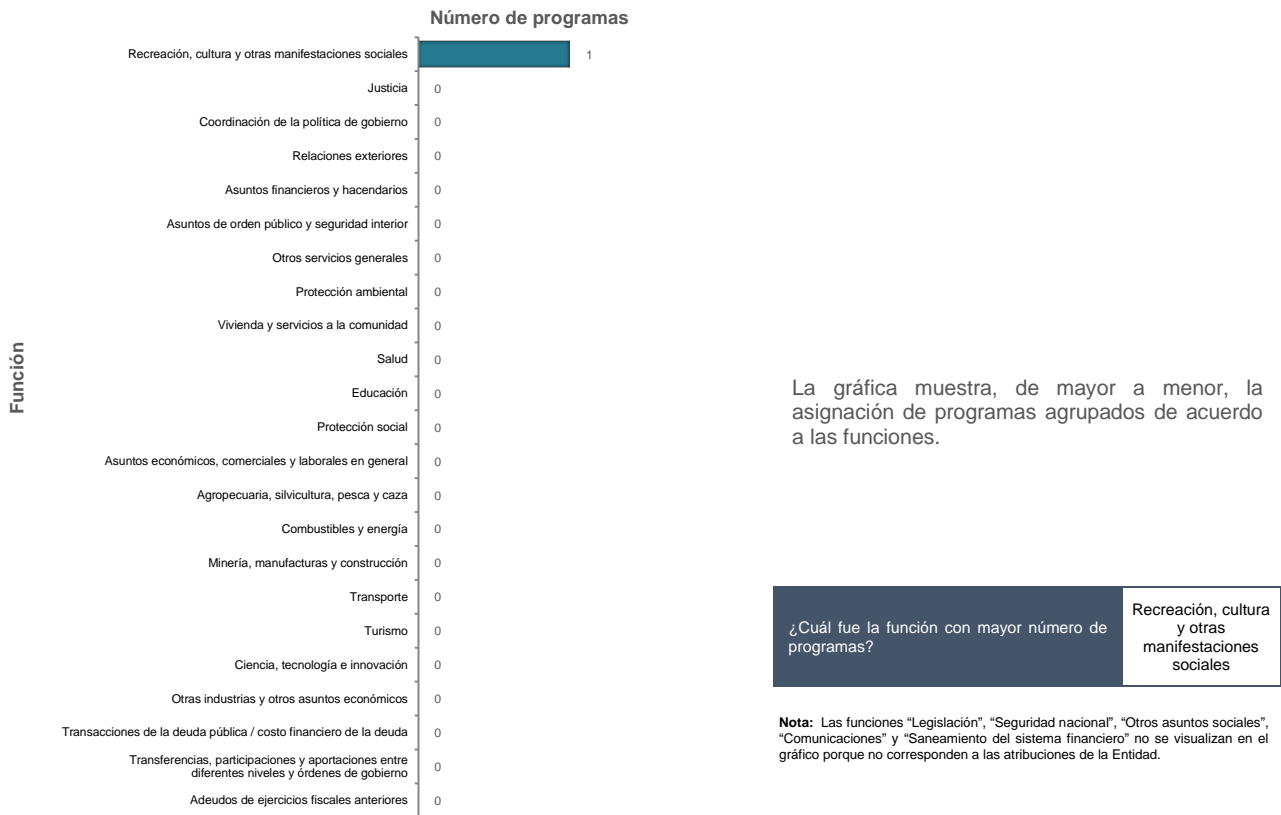 Número de programas
Función
Recreación, cultura y otras manifestaciones sociales 1
Justicia 0
Coordinación de la política de gobierno 0
Relaciones exteriores 0
Asuntos financieros y hacendarios 0
Asuntos de orden público y seguridad interior 0
Otros servicios generales 0
Protección ambiental 0
Vivienda y servicios a la comunidad 0
Salud 0
Educación 0
Protección social 0
Asuntos económicos, comerciales y laborales en general 0
Agropecuaria, silvicultura, pesca y caza 0
Combustibles y energía 0
Minería, manufacturas y construcción 0
Transporte 0
Turismo 0
Ciencia, tecnología e innovación 0
Otras industrias y otros asuntos económicos 0
Transacciones de la deuda pública / costo financiero de la deuda 0
Transferencias, participaciones y aportaciones entre
diferentes niveles y órdenes de gobierno 0
Adeudos de ejercicios fiscales anteriores 0
La gráfica muestra, de mayor a menor, la
asignación de programas agrupados de acuerdo
a las funciones.
¿Cuál fue la función con mayor número de
programas?
Recreación, cultura
y otras
manifestaciones
sociales
Nota: Las funciones “Legislación”, “Seguridad nacional”, “Otros asuntos sociales”,
“Comunicaciones” y “Saneamiento del sistema financiero” no se visualizan en el
gráfico porque no corresponden a las atribuciones de la Entidad.